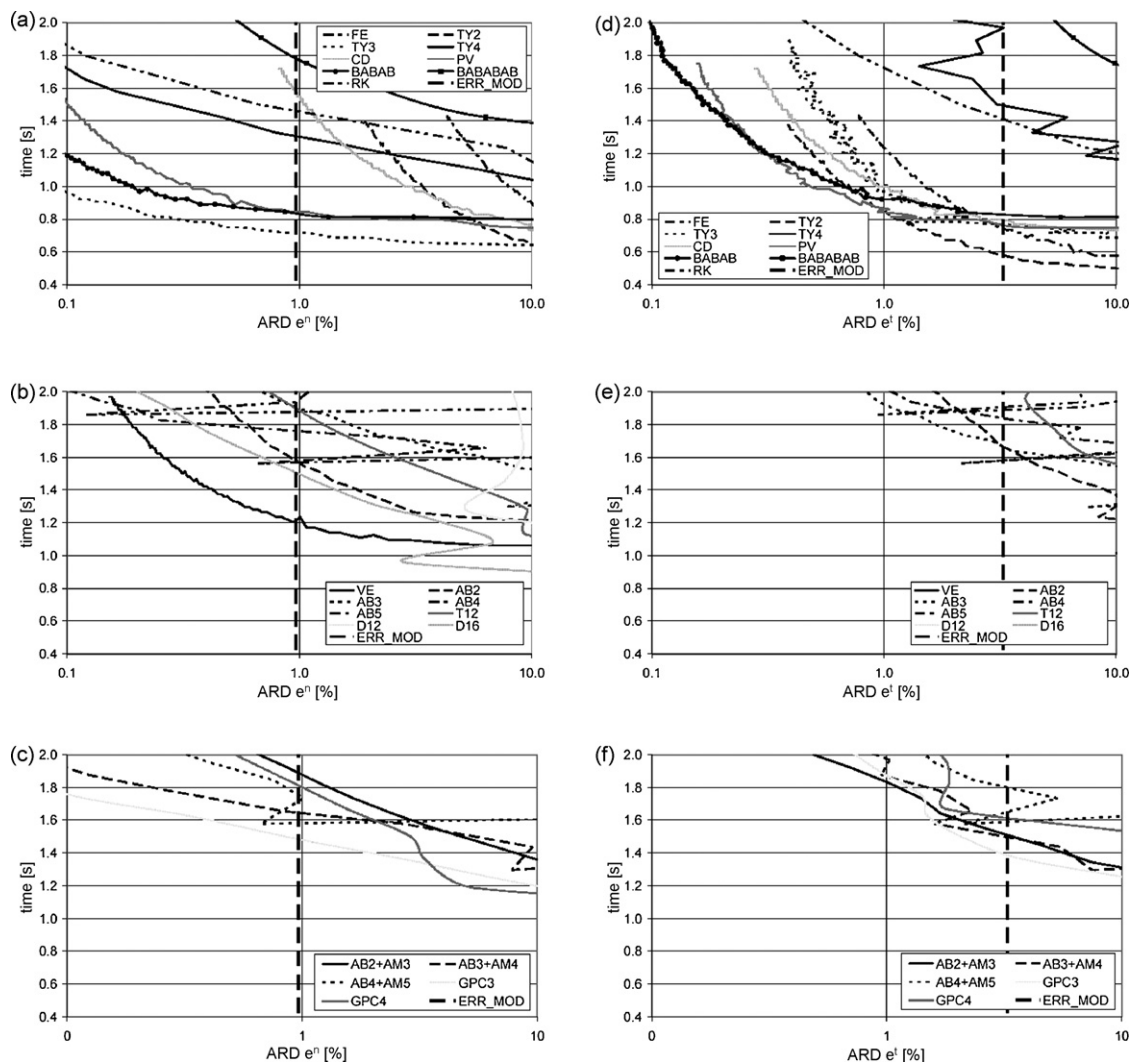 (a)
2.0
1.8
1.6
1.4
1.2
1.0
0.8
0.6
0.4
time [s]
FE TY2
TY3 TY4
CD PV
BABAB BABABAB
RK ERR_MOD
0.1 1.0 10.0
ARD eⁿ [%]
(d)
2.0
1.8
1.6
1.4
1.2
1.0
0.8
0.6
0.4
time [s]
FE TY2
TY3 TY4
CD PV
BABAB BABABAB
RK ERR_MOD
0.1 1.0 10.0
ARD eᵗ [%]
(b)
2.0
1.8
1.6
1.4
1.2
1.0
0.8
0.6
0.4
time [s]
VE AB2
AB3 AB4
AB5 T12
D12 D16
ERR_MOD
0.1 1.0 10.0
ARD eⁿ [%]
(e)
2.0
1.8
1.6
1.4
1.2
1.0
0.8
0.6
0.4
time [s]
VE AB2
AB3 AB4
AB5 T12
D12 D16
ERR_MOD
0.1 1.0 10.0
ARD eᵗ [%]
(c)
2.0
1.8
1.6
1.4
1.2
1.0
0.8
0.6
0.4
time [s]
AB2+AM3 AB3+AM4
AB4+AM5 GPC3
GPC4 ERR_MOD
0 1 10
ARD eⁿ [%]
(f)
2.0
1.8
1.6
1.4
1.2
1.0
0.8
0.6
0.4
time [s]
AB2+AM3 AB3+AM4
AB4+AM5 GPC3
GPC4 ERR_MOD
0 1 10
ARD eᵗ [%]